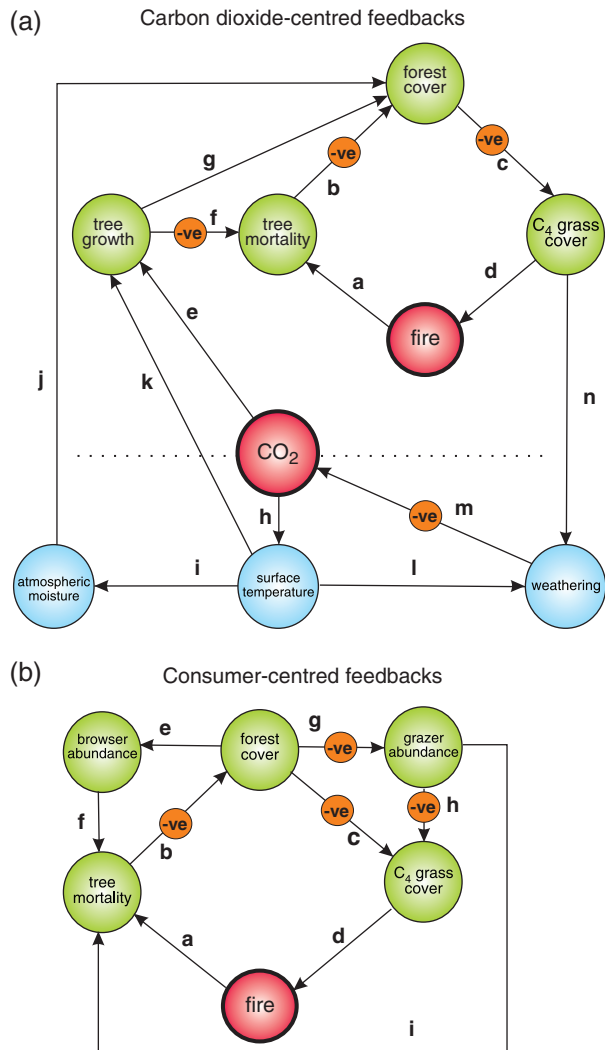 (a)
Carbon dioxide-centred feedbacks
forest
cover
-ve
-ve
g
b
c
tree
growth
-ve
f
tree
mortality
C₄ grass
cover
a
d
e
fire
j
k
n
CO₂
h
-ve
m
atmospheric
moisture
i
surface
temperature
l
weathering
(b)
Consumer-centred feedbacks
browser
abundance
e
forest
cover
g
-ve
grazer
abundance
f
-ve
b
-ve
c
-ve
h
tree
mortality
C₄ grass
cover
a
d
fire
i